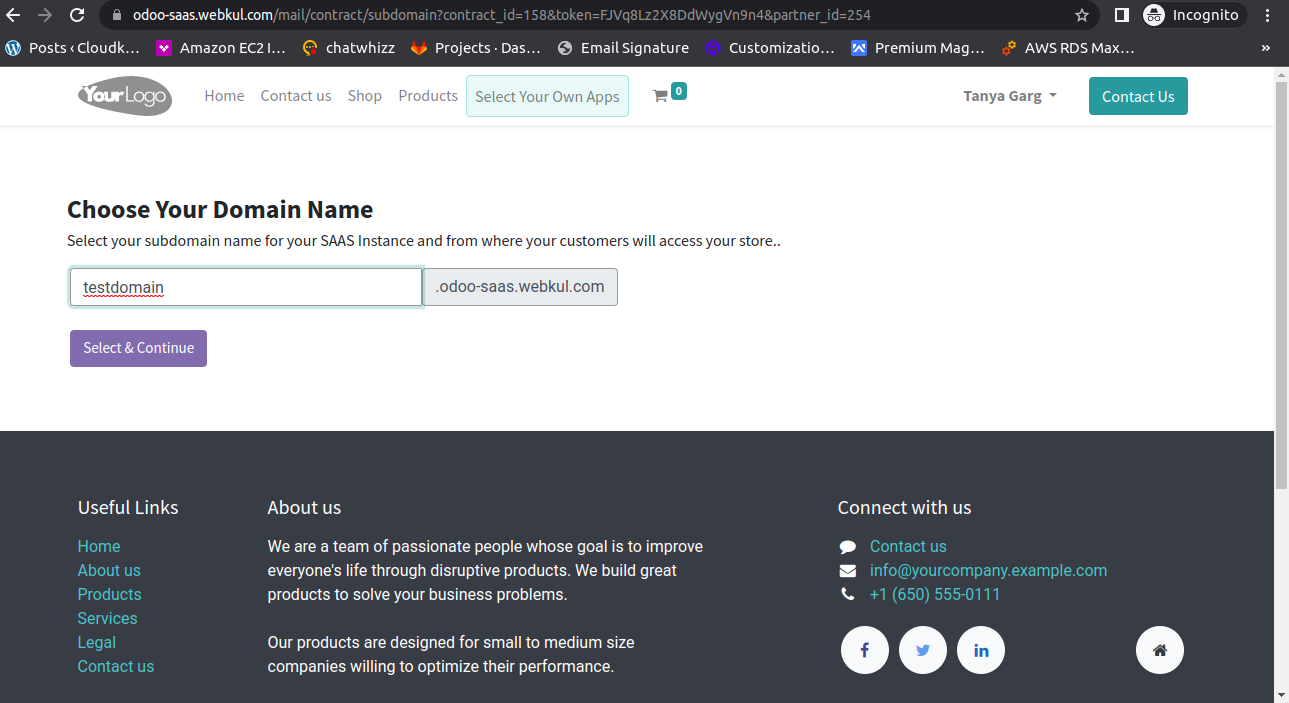 odoo-saas.webkul.com/mail/contract/subdomain?contract_id=158&token=FJVq8Lz2X8DdWygVn9n4&partner_id=254 Incognito
Posts ‹ Cloudk… Amazon EC2 I… chatwhizz Projects · Das… Email Signature Customizatio… Premium Mag… AWS RDS Max… »
YourLogo Home Contact us Shop Products Select Your Own Apps 0 Tanya Garg Contact Us
Choose Your Domain Name
Select your subdomain name for your SAAS Instance and from where your customers will access your store..
testdomain .odoo-saas.webkul.com
Select & Continue
Useful Links
Home
About us
Products
Services
Legal
Contact us
About us
We are a team of passionate people whose goal is to improve
everyone's life through disruptive products. We build great
products to solve your business problems.
Our products are designed for small to medium size
companies willing to optimize their performance.
Connect with us
Contact us
info@yourcompany.example.com
+1 (650) 555-0111